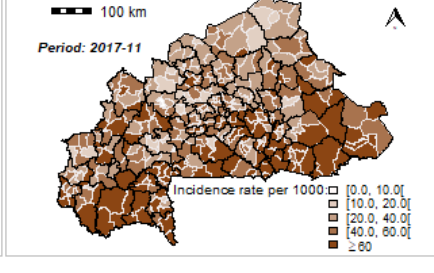 100 km
Period: 2017-11
Incidence rate per 1000:
[0.0, 10.0[
[10.0, 20.0[
[20.0, 40.0[
[40.0, 60.0[
≥60